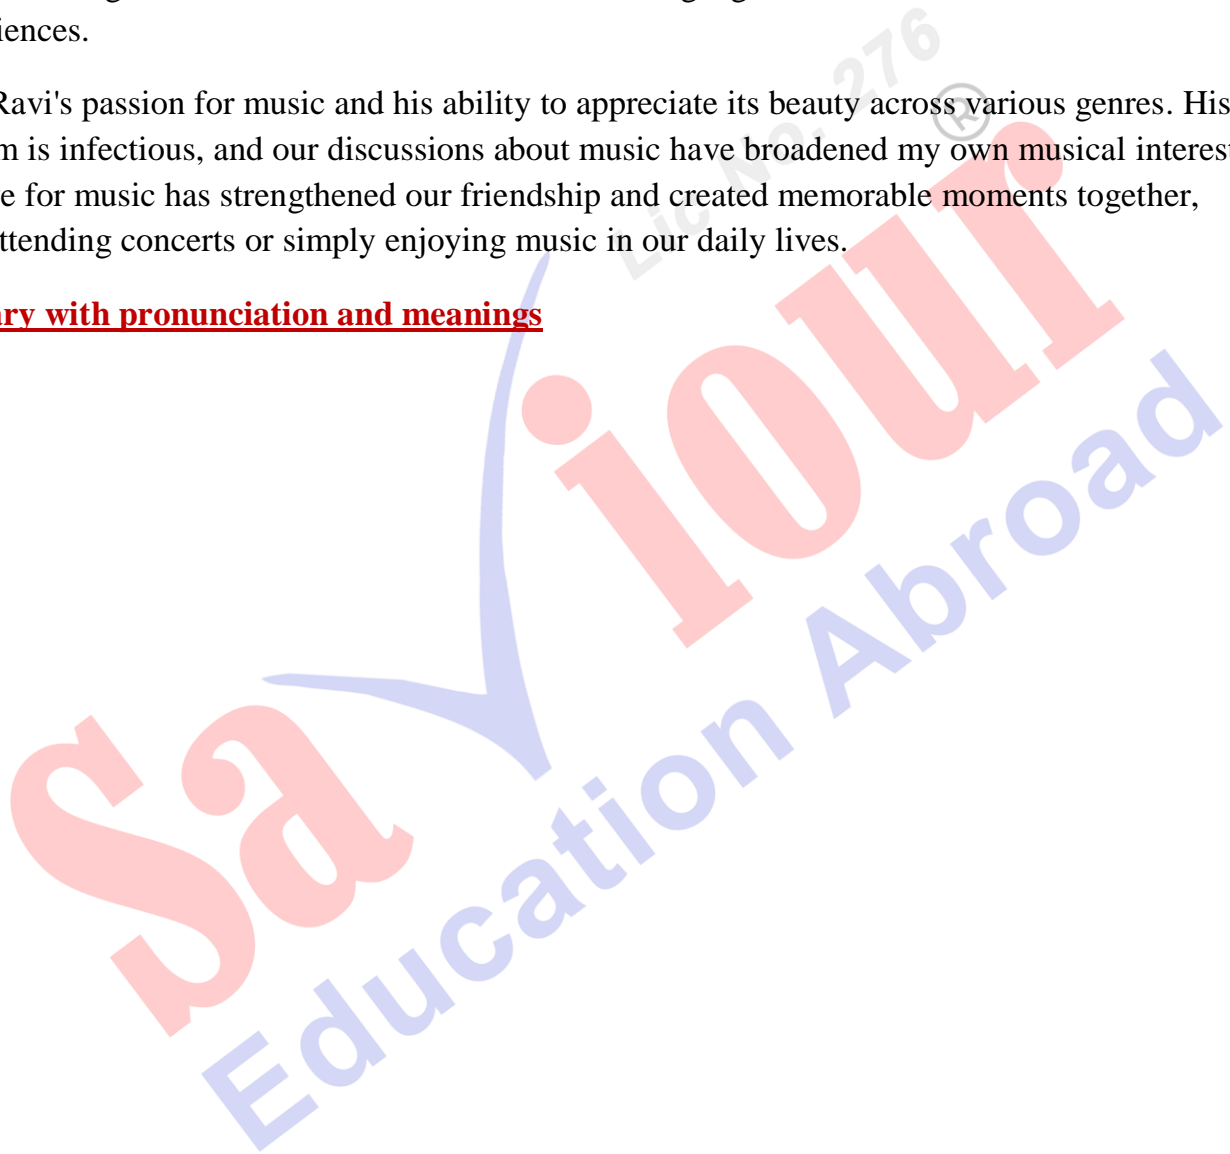 iences.
Ravi's passion for music and his ability to appreciate its beauty across various genres. His
m is infectious, and our discussions about music have broadened my own musical interest
e for music has strengthened our friendship and created memorable moments together,
ttending concerts or simply enjoying music in our daily lives.
ary with pronunciation and meanings
Lic No. 276
®
Saviour
Education Abroad